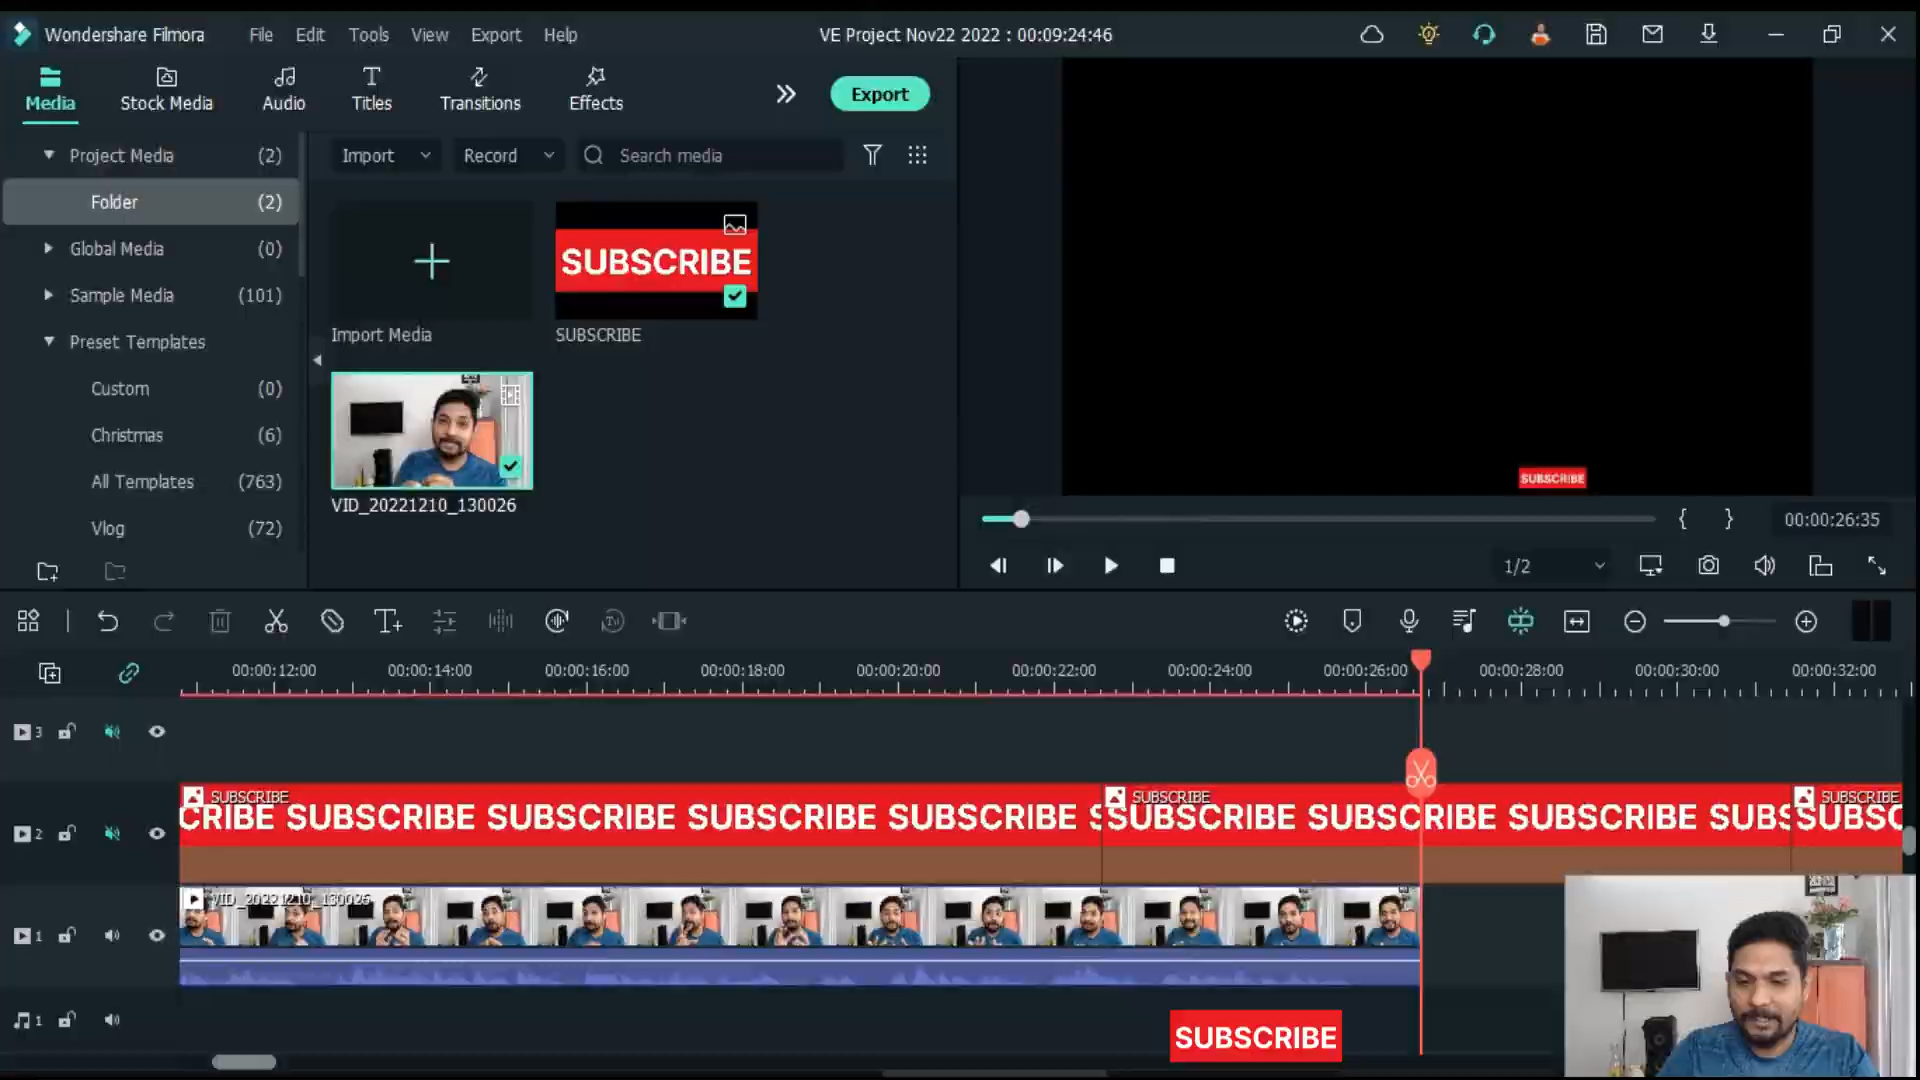 Wondershare Filmora File Edit Tools View Export Help VE Project Nov22 2022 : 00:09:24:46
Media Stock Media Audio Titles Transitions Effects Export
Project Media (2)
Folder (2)
Global Media (0)
Sample Media (101)
Preset Templates
Custom (0)
Christmas (6)
All Templates (763)
Vlog (72)
Import Record Search media
SUBSCRIBE
Import Media SUBSCRIBE
VID_20221210_130026
SUBSCRIBE
{ } 00:00:26:35
1/2
00:00:12:00 00:00:14:00 00:00:16:00 00:00:18:00 00:00:20:00 00:00:22:00 00:00:24:00 00:00:26:00 00:00:28:00 00:00:30:00 00:00:32:00
3
SUBSCRIBE SUBSCRIBE SUBSCRIBE
2 CRIBE SUBSCRIBE SUBSCRIBE SUBSCRIBE SUBSCRIBE S SUBSCRIBE SUBSCRIBE SUBSCRIBE SUBS SUBSC
VID_20221210_130026
1
1
SUBSCRIBE